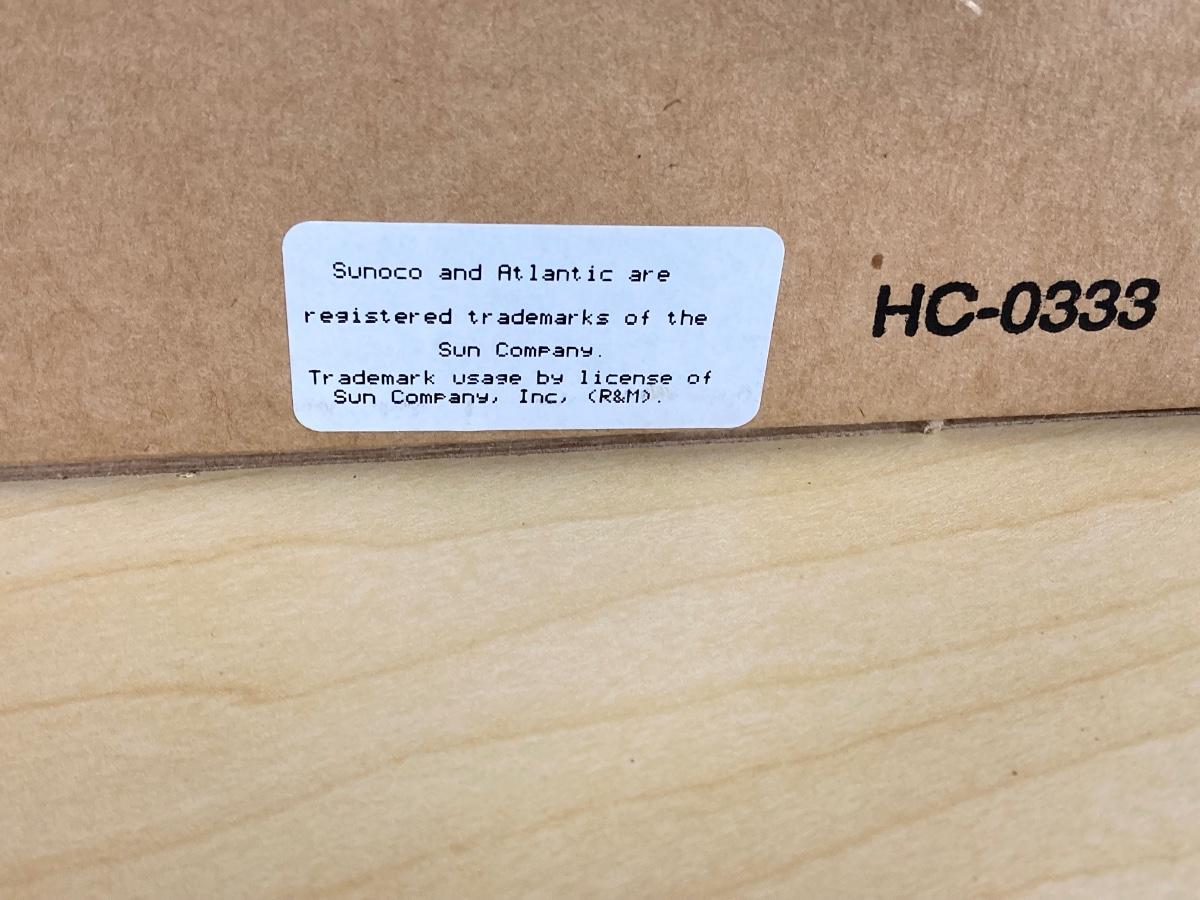 Sunoco and Atlantic are
registered trademarks of the
Sun Company.
Trademark usage by license of
Sun Company, Inc, (R&M).
HC-0333